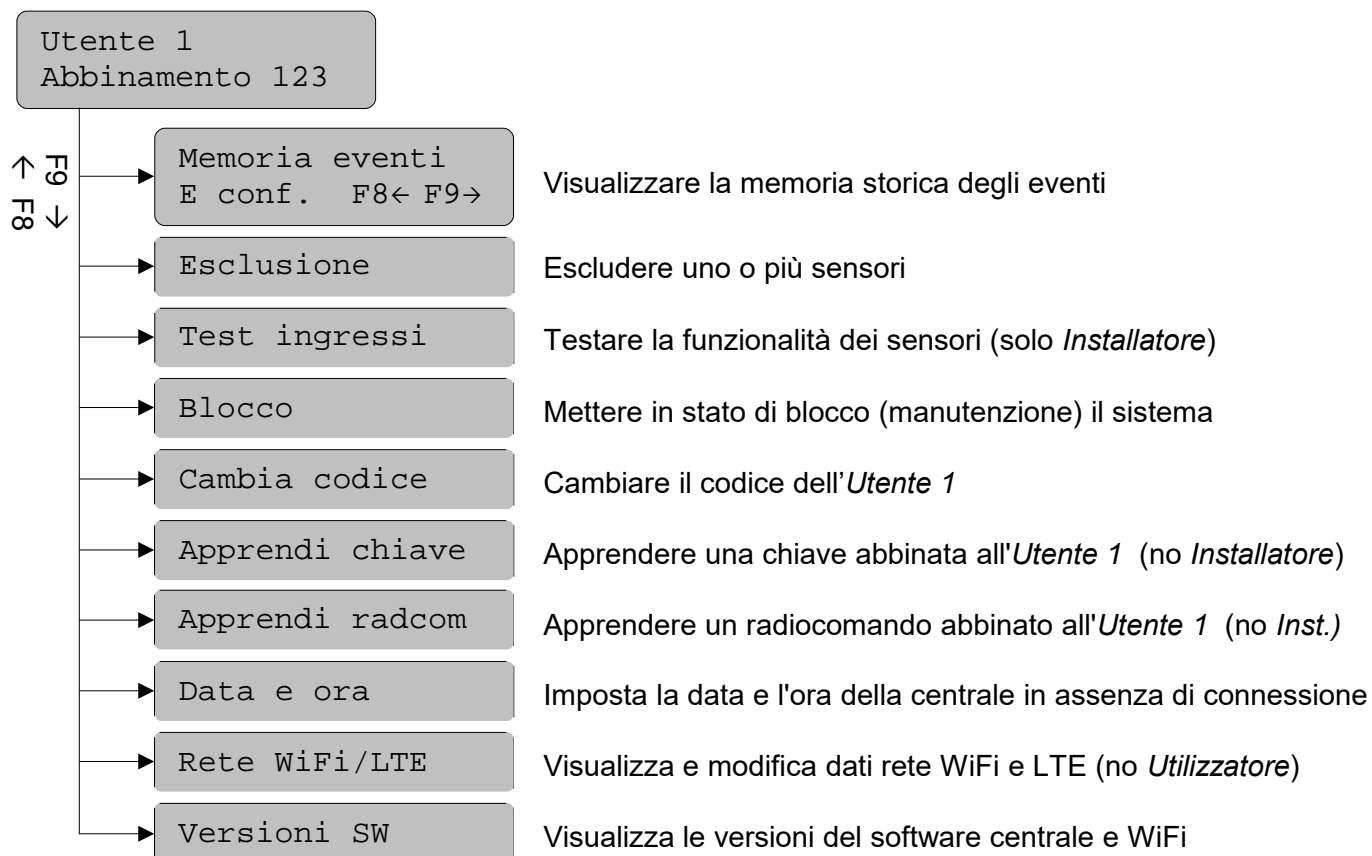 Utente 1
Abbinamento 123
F9 →
← F8
Memoria eventi
E conf. F8← F9→
Visualizzare la memoria storica degli eventi
Esclusione
Escludere uno o più sensori
Test ingressi
Testare la funzionalità dei sensori (solo Installatore)
Blocco
Mettere in stato di blocco (manutenzione) il sistema
Cambia codice
Cambiare il codice dell’Utente 1
Apprendi chiave
Apprendere una chiave abbinata all'Utente 1 (no Installatore)
Apprendi radcom
Apprendere un radiocomando abbinato all'Utente 1 (no Inst.)
Data e ora
Imposta la data e l'ora della centrale in assenza di connessione
Rete WiFi/LTE
Visualizza e modifica dati rete WiFi e LTE (no Utilizzatore)
Versioni SW
Visualizza le versioni del software centrale e WiFi